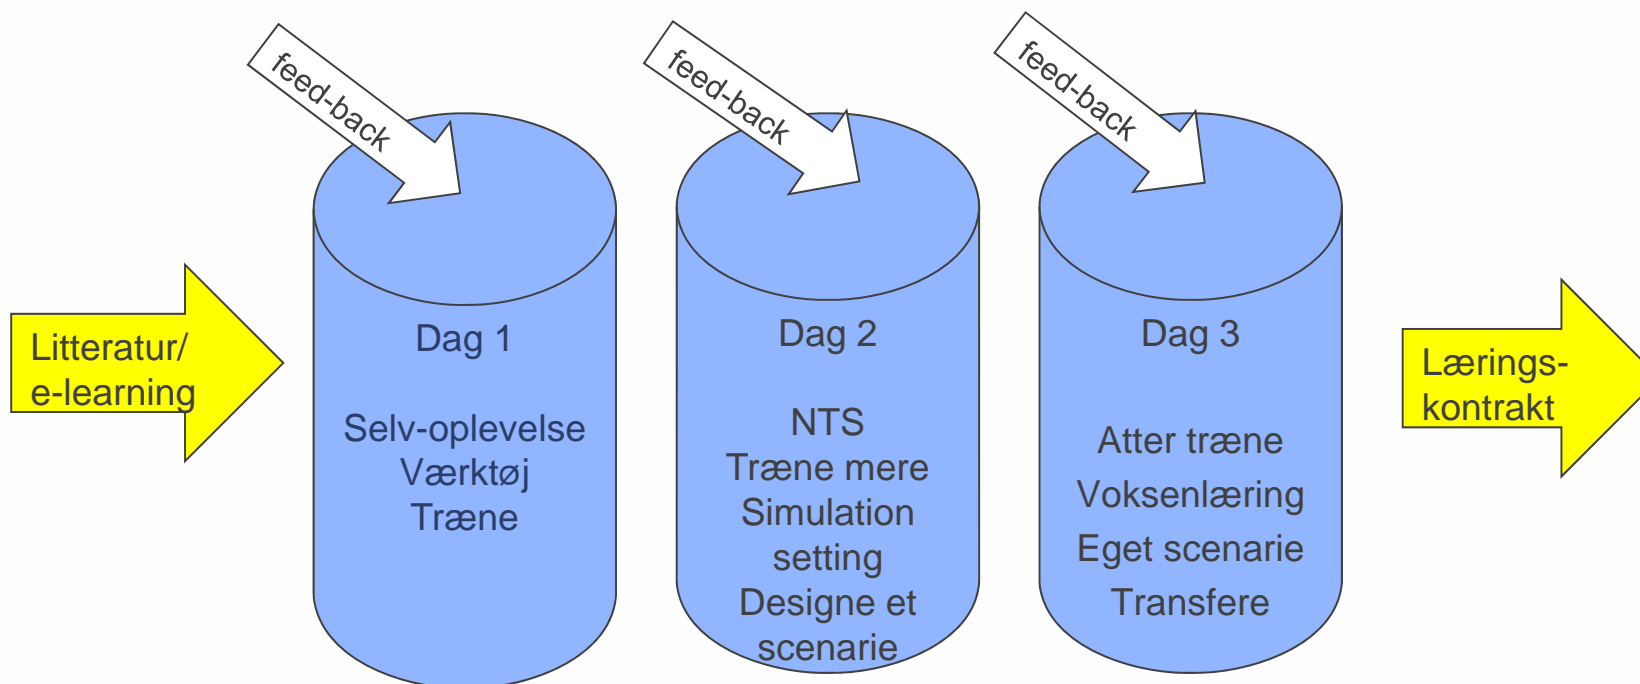 feed-back
feed-back
feed-back
Litteratur/
e-learning
Dag 1
Selv-oplevelse
Værktøj
Træne
Dag 2
NTS
Træne mere
Simulation
setting
Designe et
scenarie
Dag 3
Atter træne
Voksenlæring
Eget scenarie
Transfere
Lærings-
kontrakt